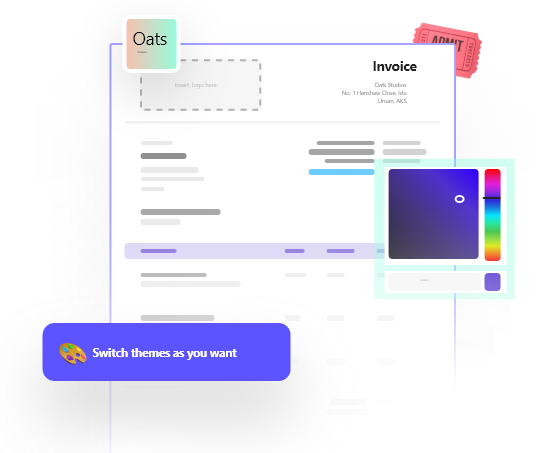 Oats
ADMIT
Invoice
Insert logo here
Oats Studios
No. 1 Henshaw Close, Idu
Uruan, AKS
Switch themes as you want